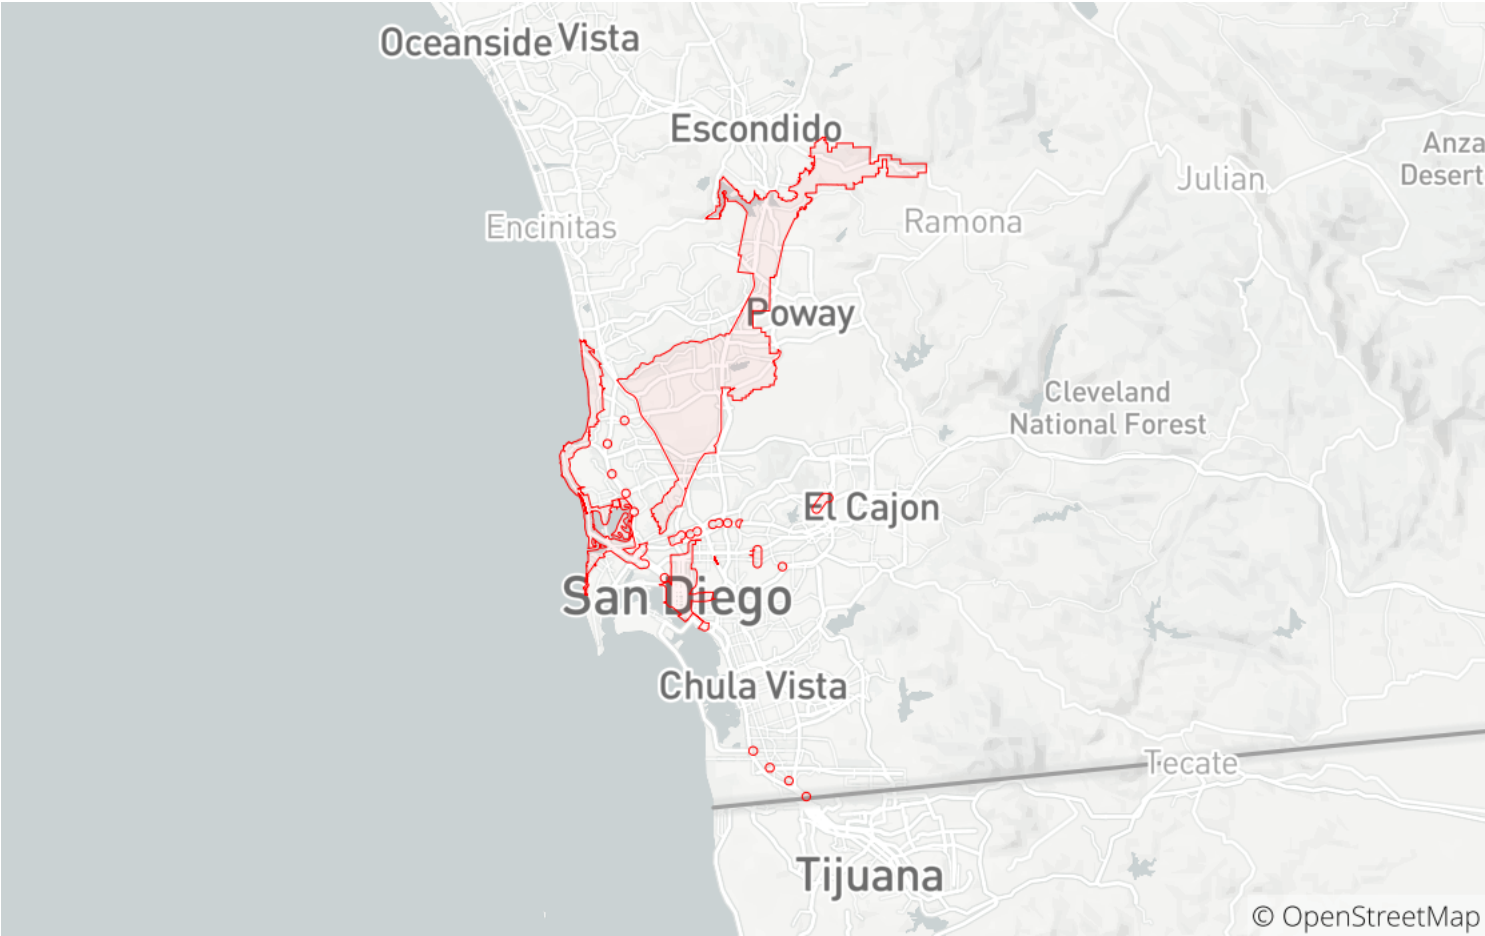 Oceanside Vista
Escondido
Anza
Desert
Julian
Encinitas
Ramona
Poway
Cleveland
National Forest
El Cajon
San Diego
Chula Vista
Tecate
Tijuana
© OpenStreetMap